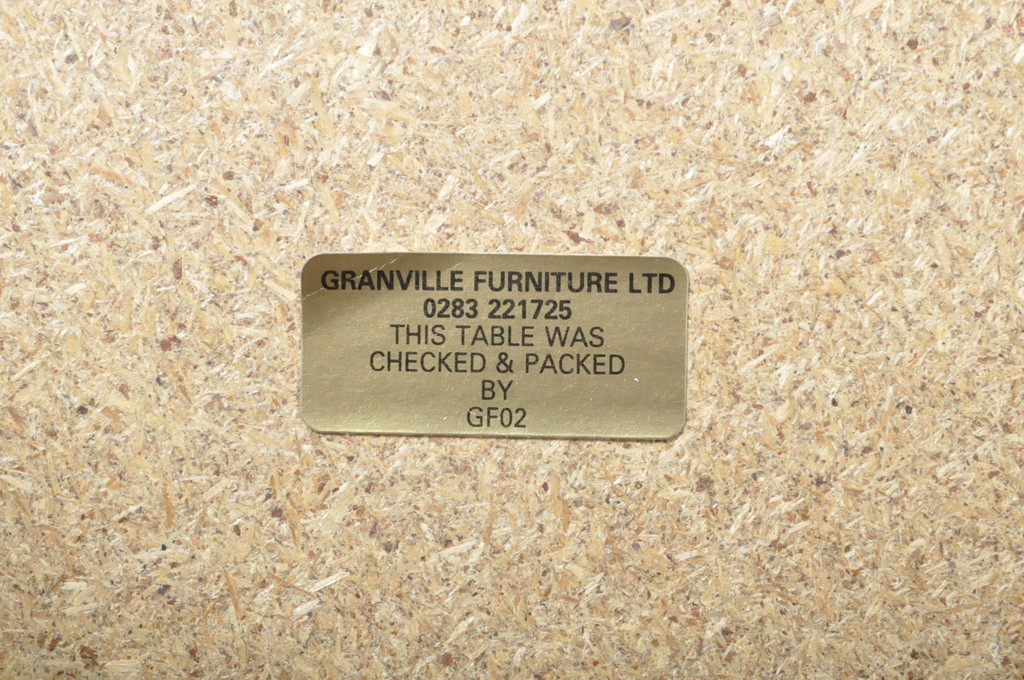 GRANVILLE FURNITURE LTD
0283 221725
THIS TABLE WAS
CHECKED & PACKED
BY
GF02